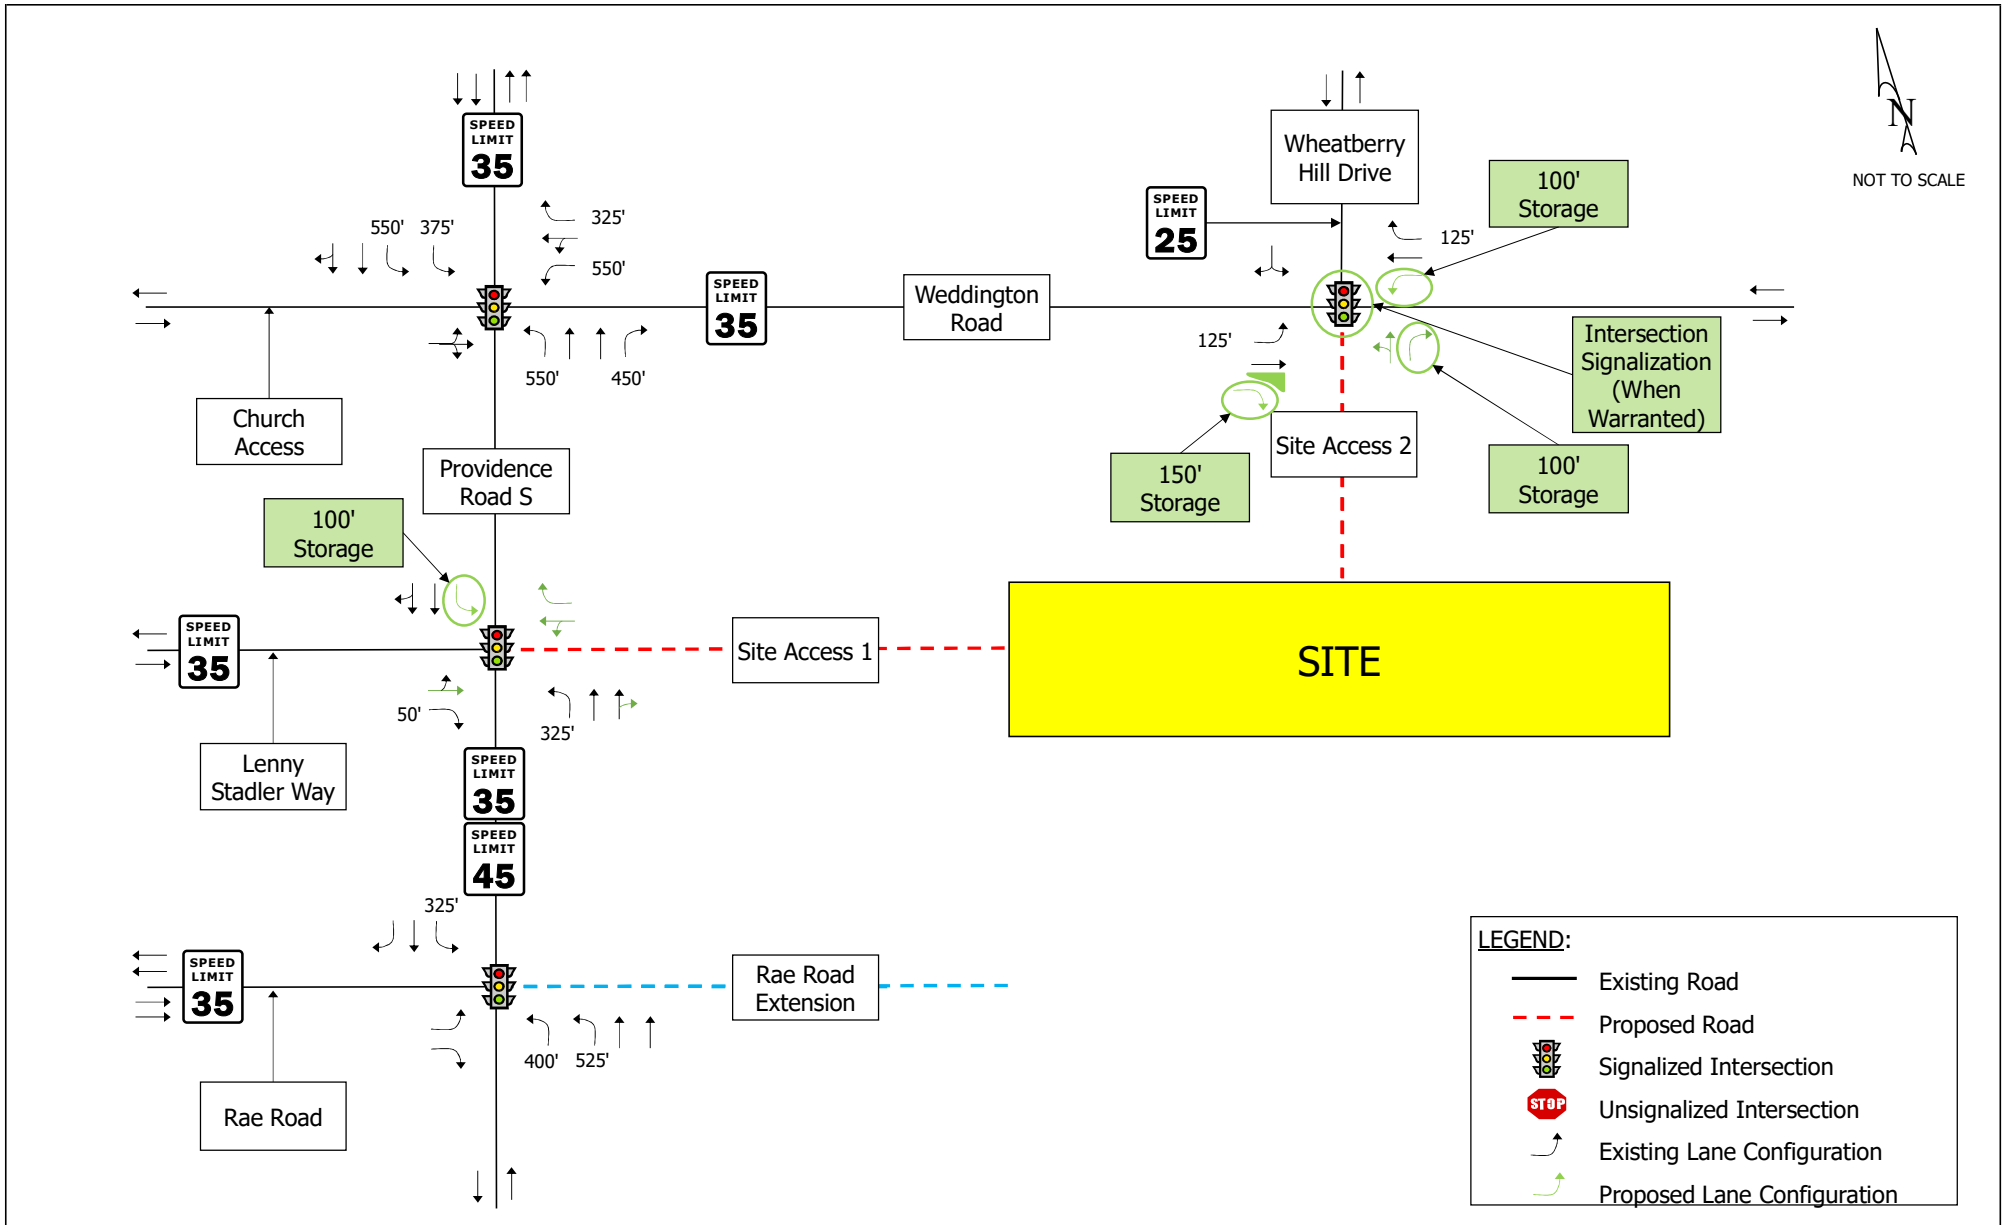 SPEED
LIMIT
35
Wheatberry
Hill Drive
100'
Storage
N
NOT TO SCALE
SPEED
LIMIT
25
550'
375'
325'
550'
125'
SPEED
LIMIT
35
Weddington
Road
125'
550'
450'
Intersection
Signalization
(When
Warranted)
Church
Access
Providence
Road S
150'
Storage
Site Access 2
100'
Storage
100'
Storage
SPEED
LIMIT
35
Site Access 1
SITE
50'
325'
Lenny
Stadler Way
SPEED
LIMIT
35
SPEED
LIMIT
45
325'
SPEED
LIMIT
35
Rae Road
Extension
400'
525'
Rae Road
LEGEND:
Existing Road
Proposed Road
Signalized Intersection
STOP
Unsignalized Intersection
Existing Lane Configuration
Proposed Lane Configuration